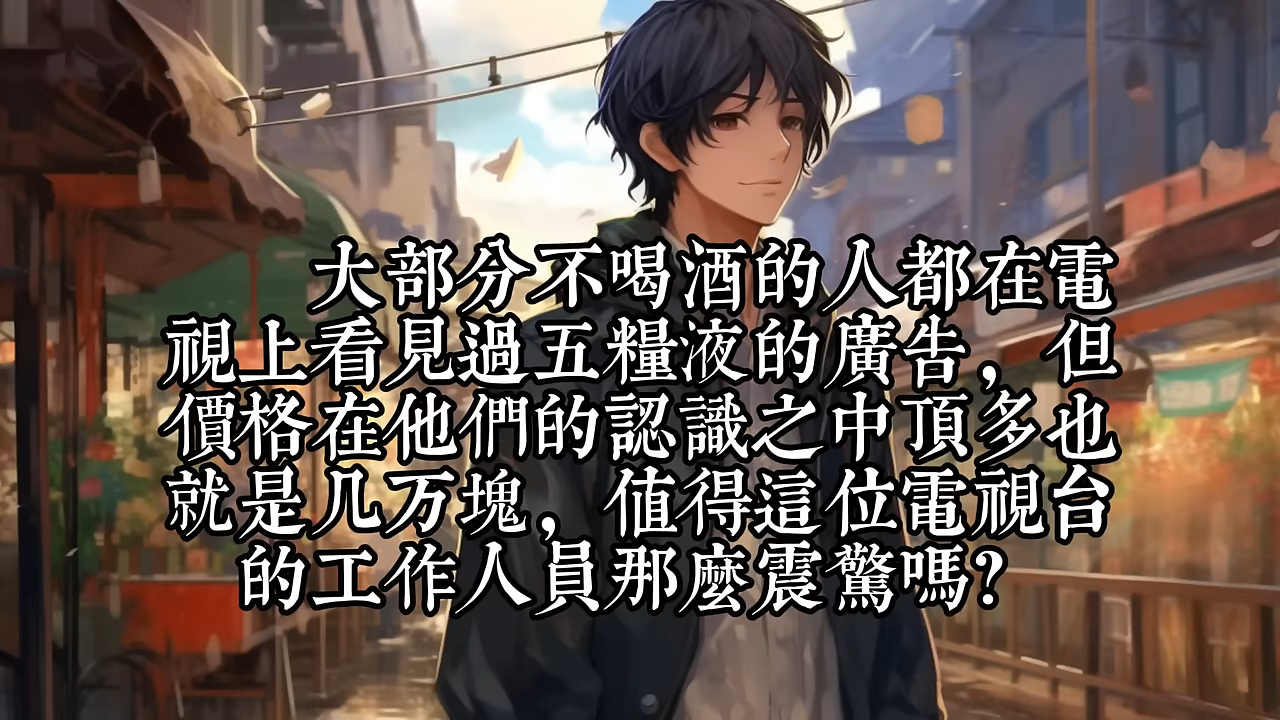 大部分不喝酒的人都在電
視上看見過五糧液的廣告，但
價格在他們的認識之中頂多也
就是几万塊，值得這位電視台
的工作人員那麼震驚嗎？